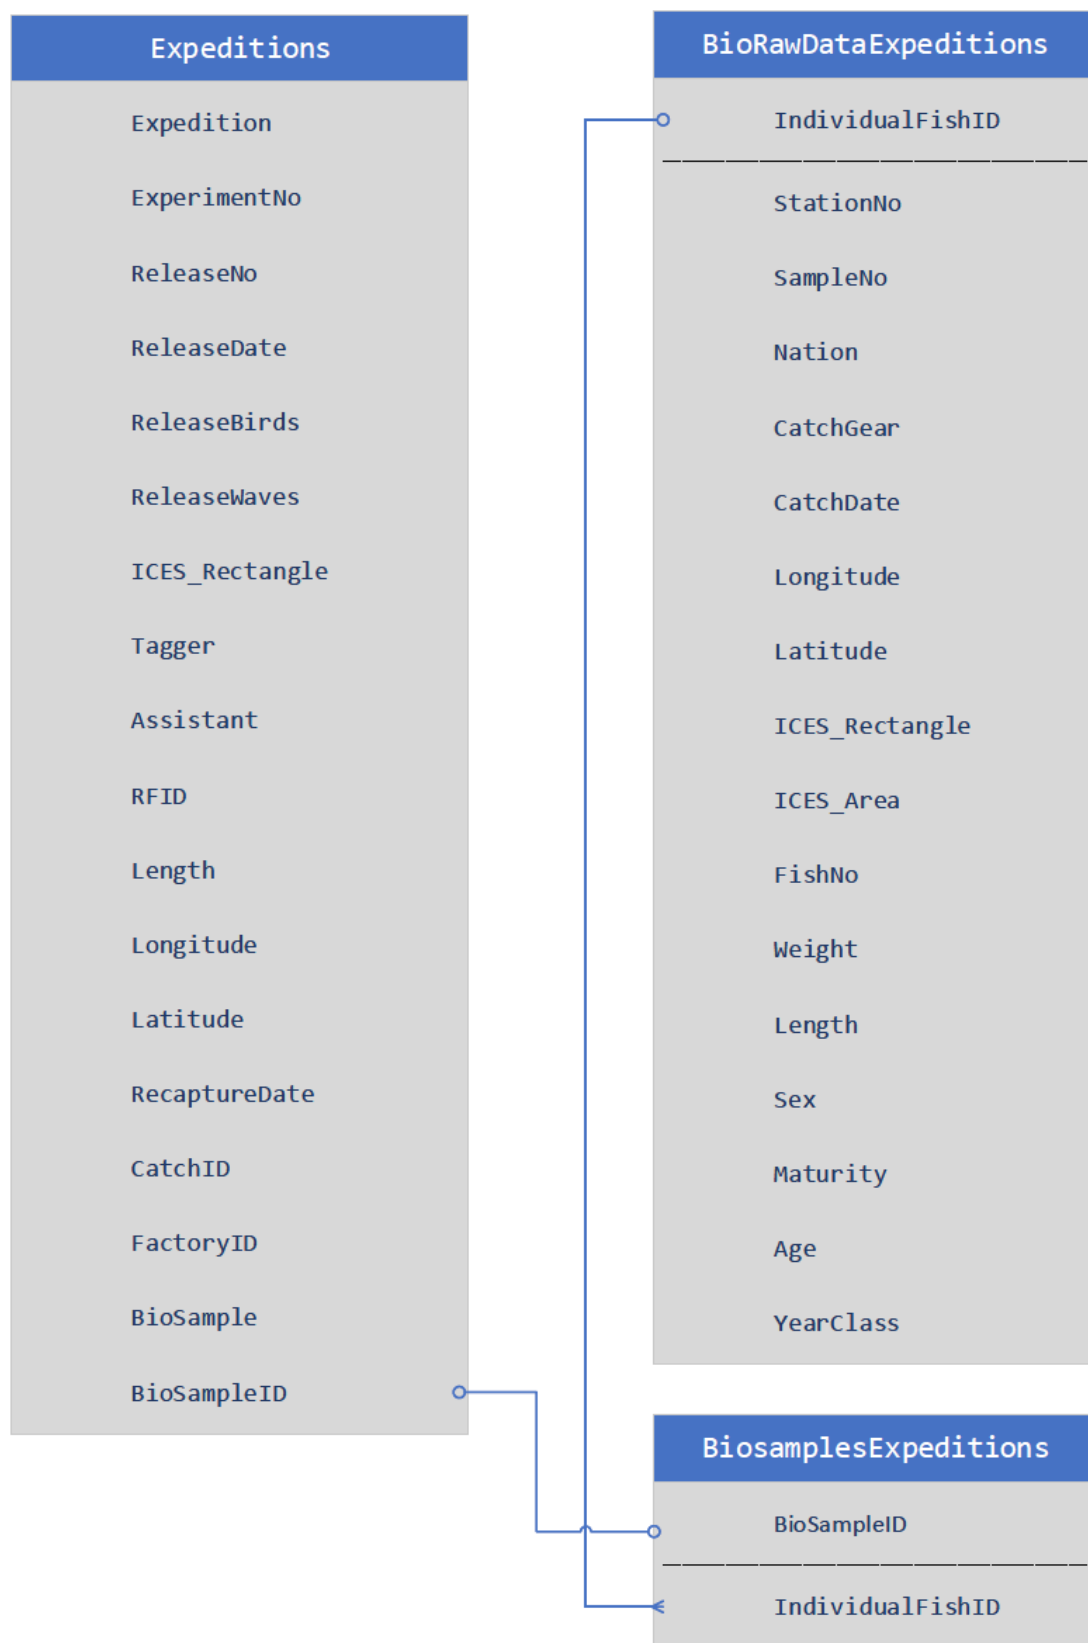 Expeditions
Expedition
ExperimentNo
ReleaseNo
ReleaseDate
ReleaseBirds
ReleaseWaves
ICES_Rectangle
Tagger
Assistant
RFID
Length
Longitude
Latitude
RecaptureDate
CatchID
FactoryID
BioSample
BioSampleID
BioRawDataExpeditions
IndividualFishID
StationNo
SampleNo
Nation
CatchGear
CatchDate
Longitude
Latitude
ICES_Rectangle
ICES_Area
FishNo
Weight
Length
Sex
Maturity
Age
YearClass
BiosamplesExpeditions
BioSampleID
IndividualFishID